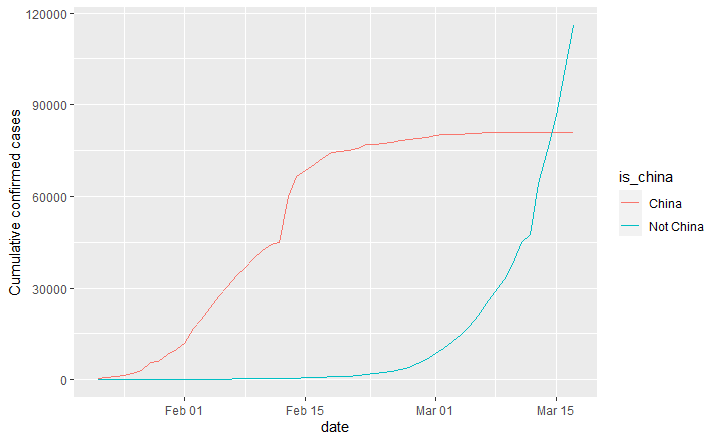 120000
90000
60000
30000
0
Cumulative confirmed cases
Feb 01
Feb 15
Mar 01
Mar 15
date
is_china
China
Not China